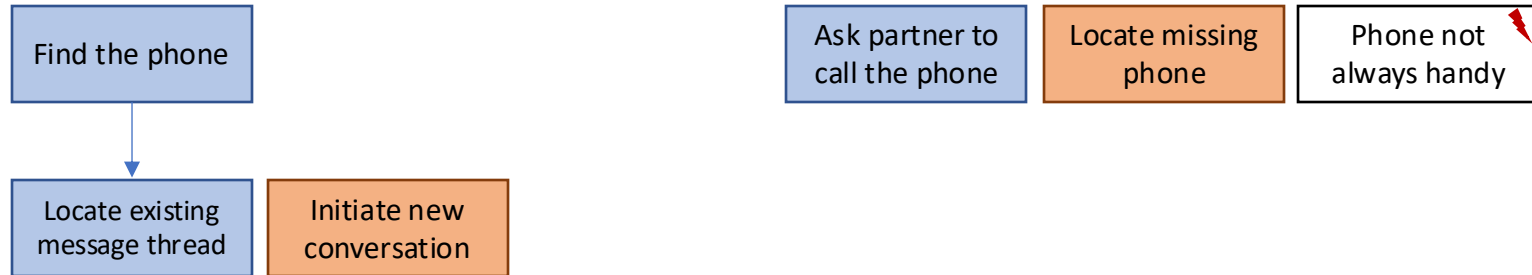 Find the phone
Ask partner to
call the phone
Locate missing
phone
Phone not
always handy
Locate existing
message thread
Initiate new
conversation